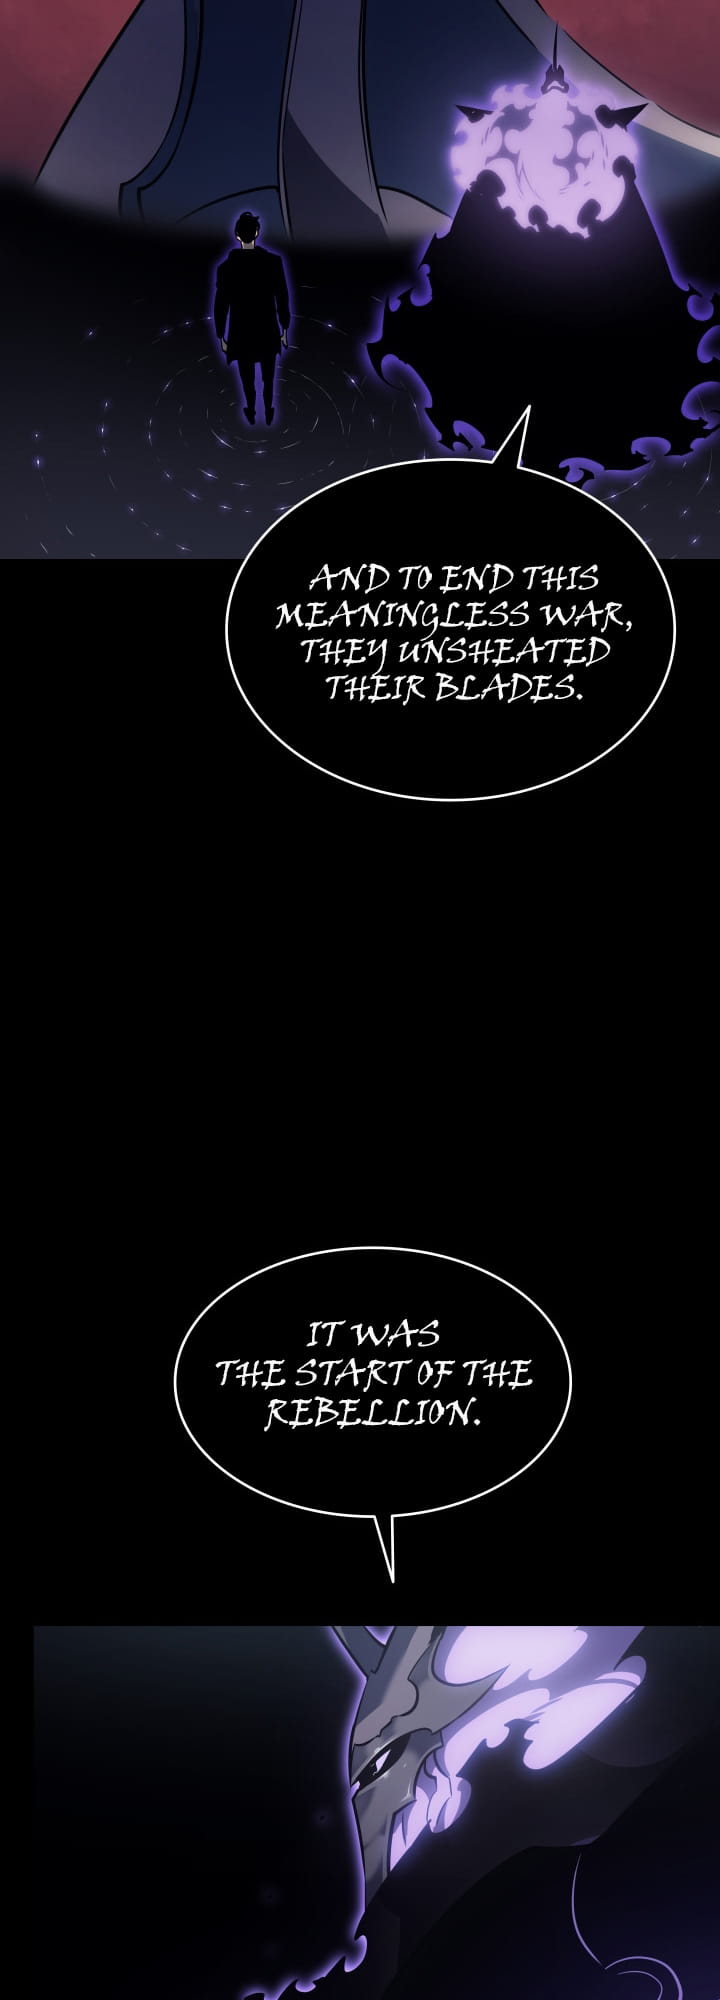 AND TO END THIS
MEANINGLESS WAR,
THEY UNSHEATED
THEIR BLADES.
IT WAS
THE START OF THE
REBELLION.